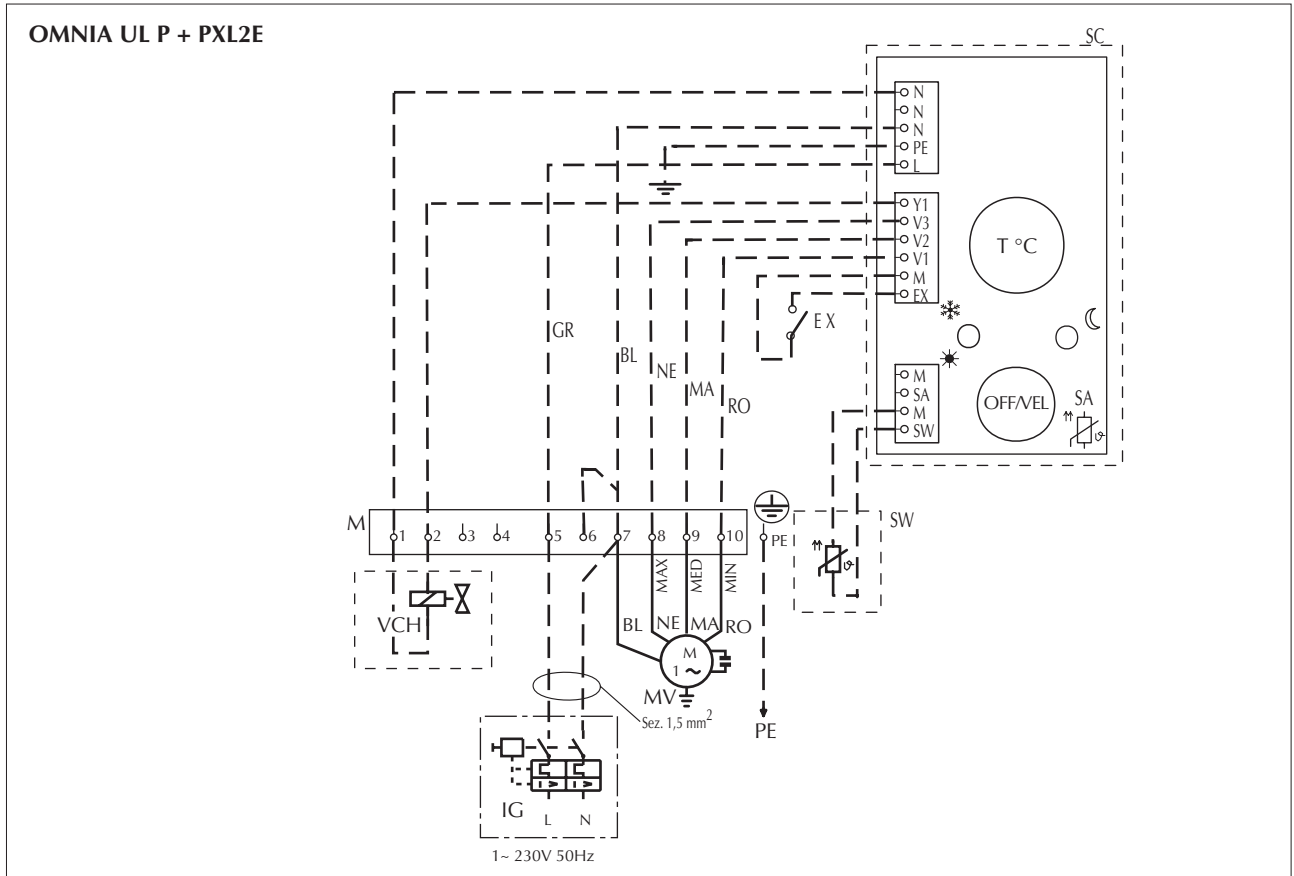 OMNIA UL P + PXL2E
SC
N
N
N
PE
L
Y1
V3
V2
V1
M
EX
T °C
E X
GR
BL
NE
MA
RO
M
SA
M
SW
OFF/VEL
SA
M
1 2 3 4 5 6 7 8 9 10
PE
SW
MAX
MED
MIN
VCH
BL NE MA RO
M
1 ~
MV
Sez. 1,5 mm²
PE
IG
L N
1~ 230V 50Hz